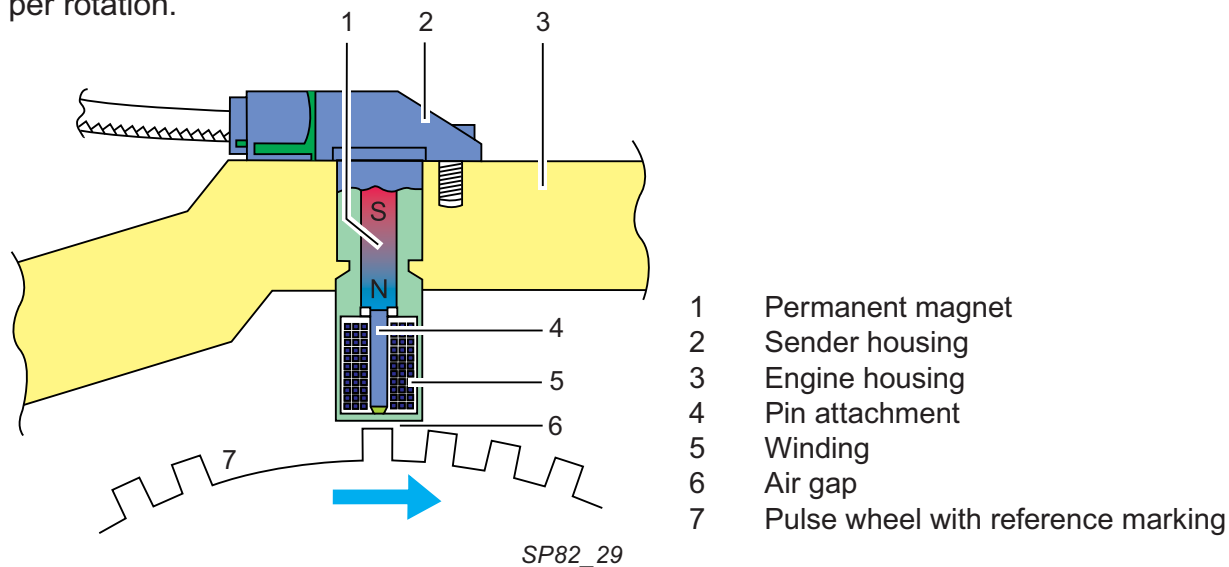 per rotation.
1 2 3
S
N
4
5
6
7
SP82_29
1 Permanent magnet
2 Sender housing
3 Engine housing
4 Pin attachment
5 Winding
6 Air gap
7 Pulse wheel with reference marking